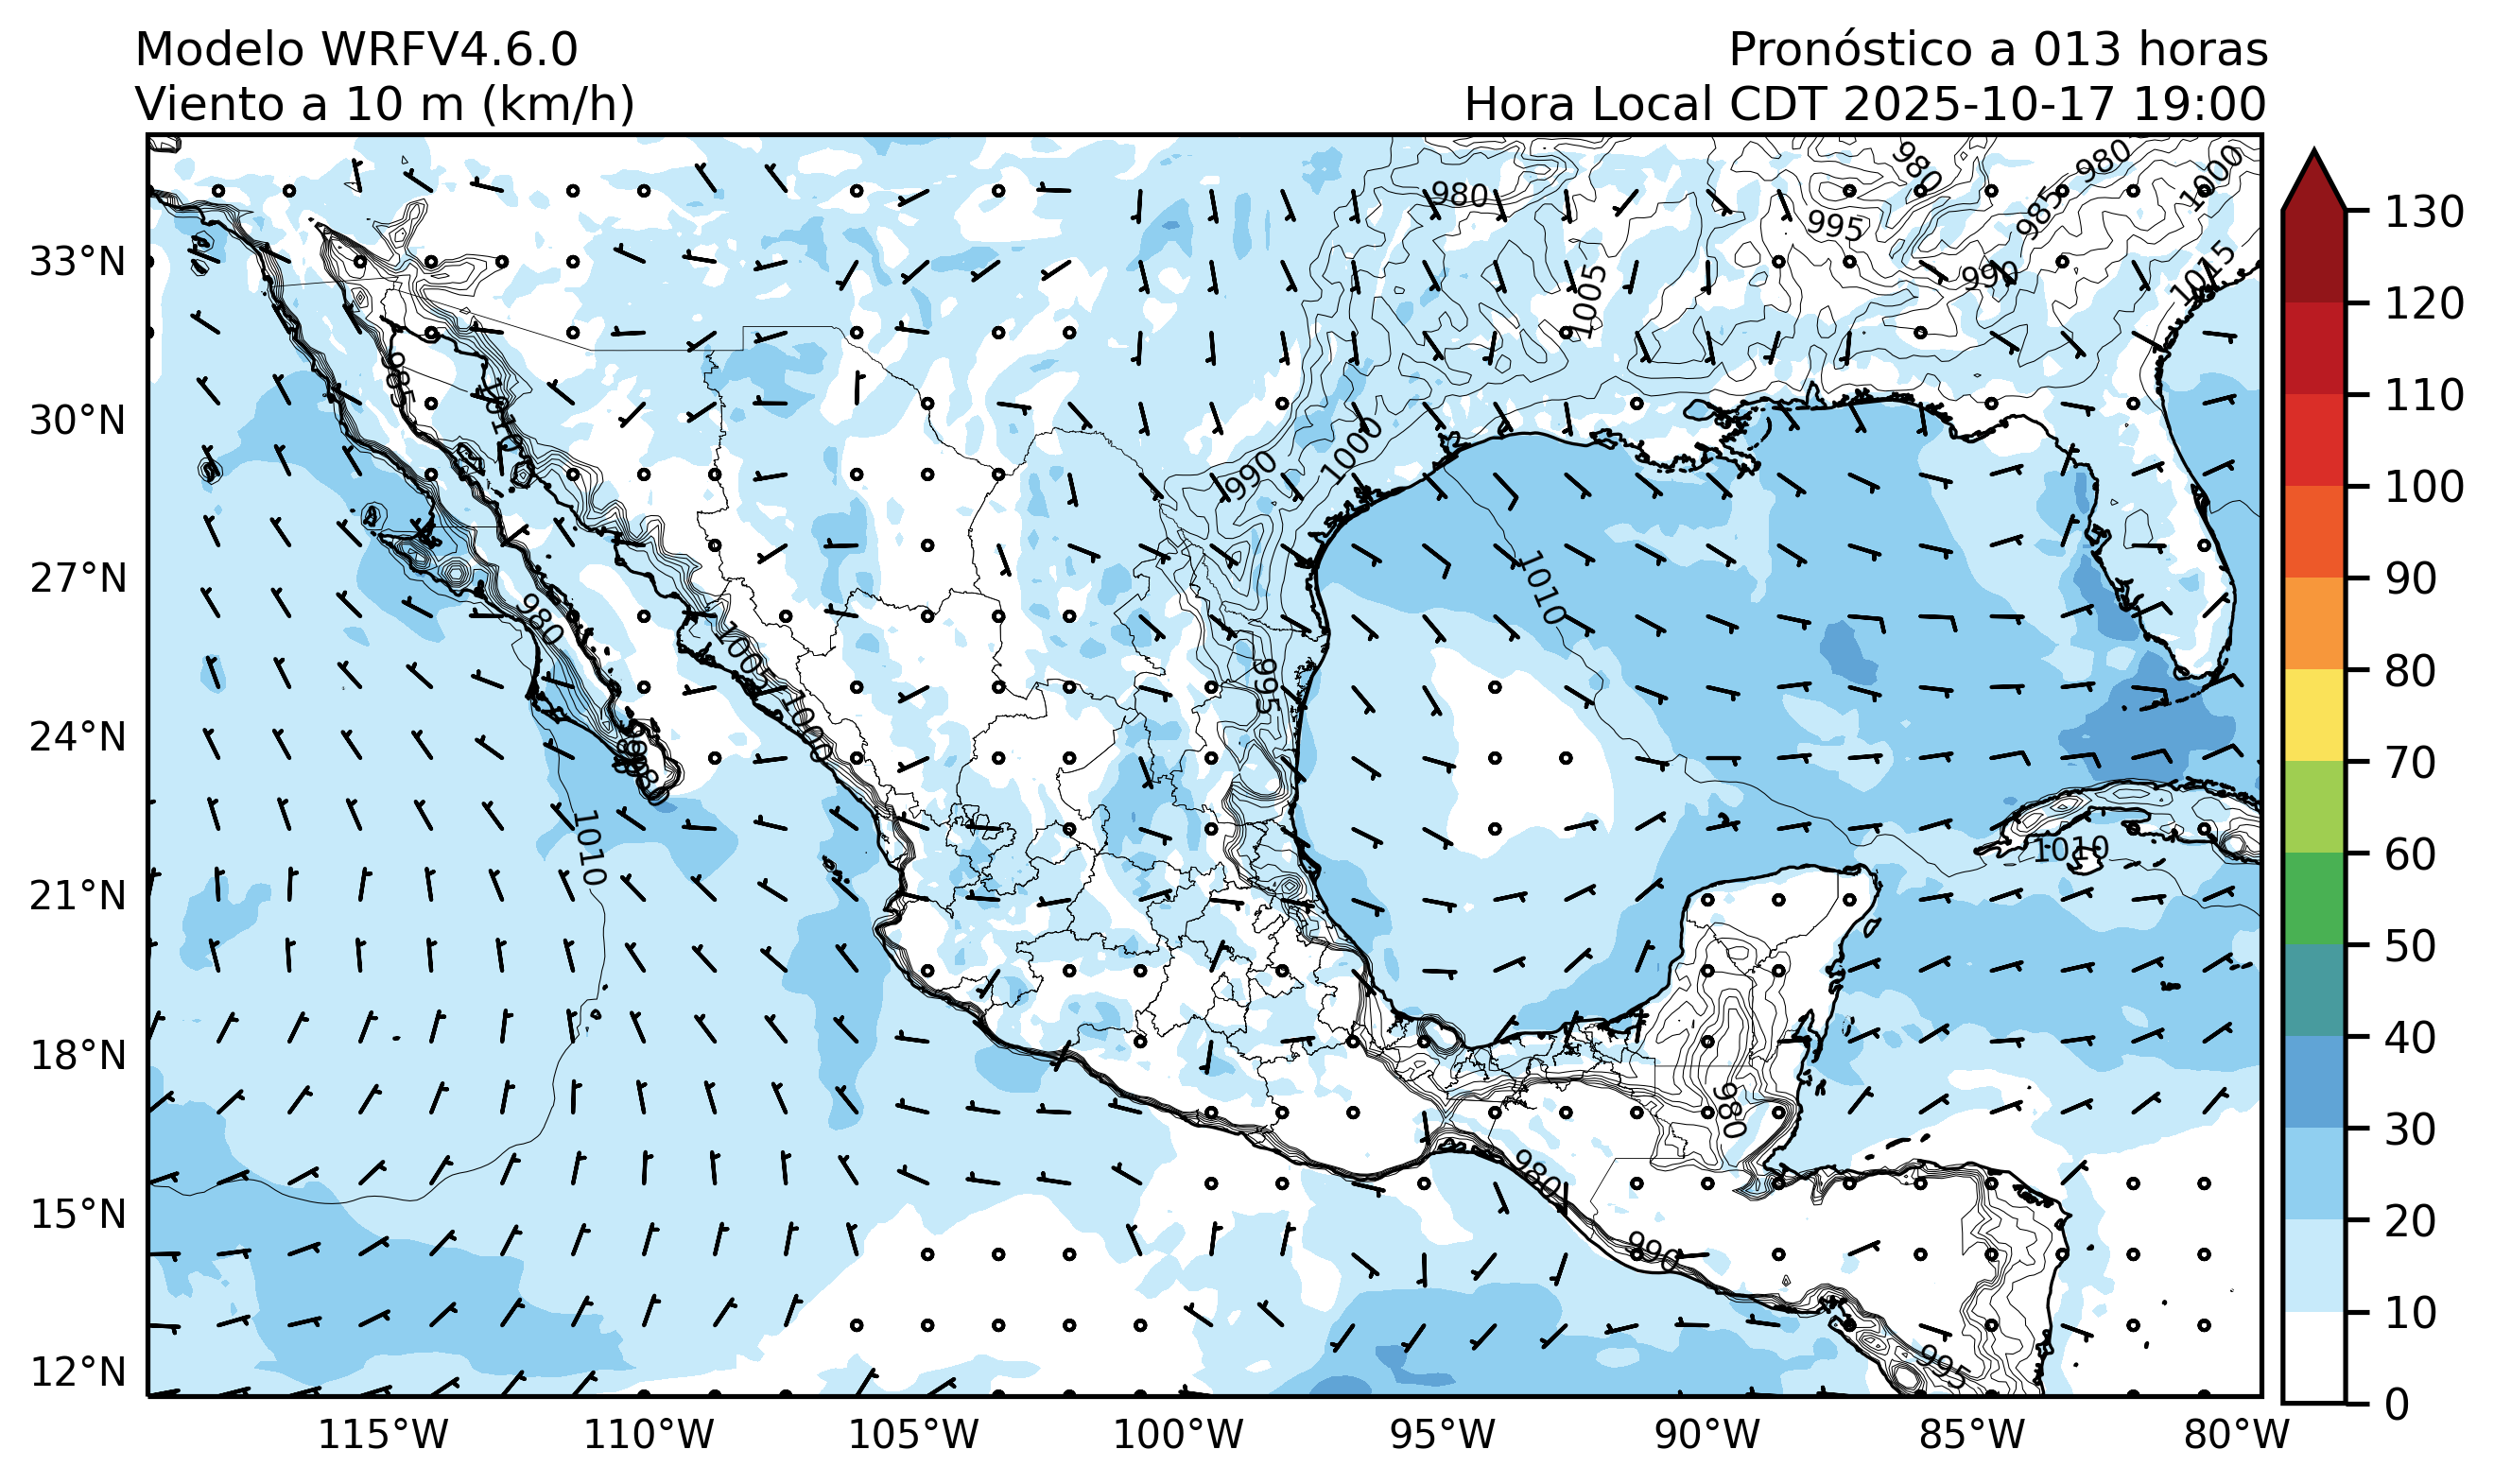 Modelo WRFV4.6.0
Viento a 10 m (km/h)
Pronóstico a 013 horas
Hora Local CDT 2025-10-17 19:00
33°N
30°N
27°N
24°N
21°N
18°N
15°N
12°N
115°W
110°W
105°W
100°W
95°W
90°W
85°W
80°W
130
120
110
100
90
80
70
60
50
40
30
20
10
0
980
980
980
1000
985
995
990
1015
1005
985
1010
990
1000
1010
980
1005
995
1000
1010
1010
980
980
990
995